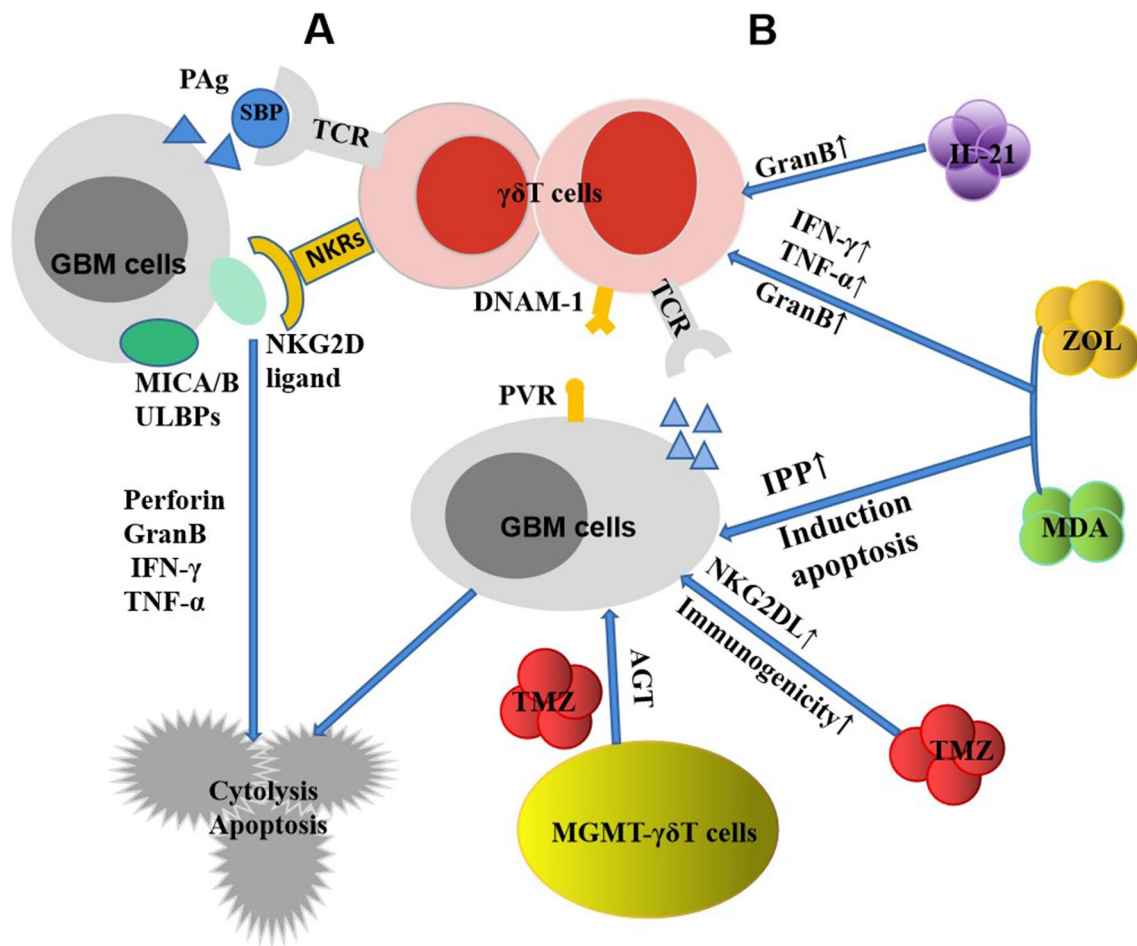 A
B
PAg
SBP
TCR
γδT cells
GranB↑
IL-21
IFN-γ↑
TNF-α↑
GranB↑
GBM cells
NKRs
DNAM-1
TCR
ZOL
NKG2D
ligand
MICA/B
ULBPs
PVR
IPP↑
Induction
apoptosis
MDA
Perforin
GranB
IFN-γ
TNF-α
GBM cells
NKG2DL↑
Immunogenicity↑
AGT
TMZ
TMZ
Cytolysis
Apoptosis
MGMT-γδT cells